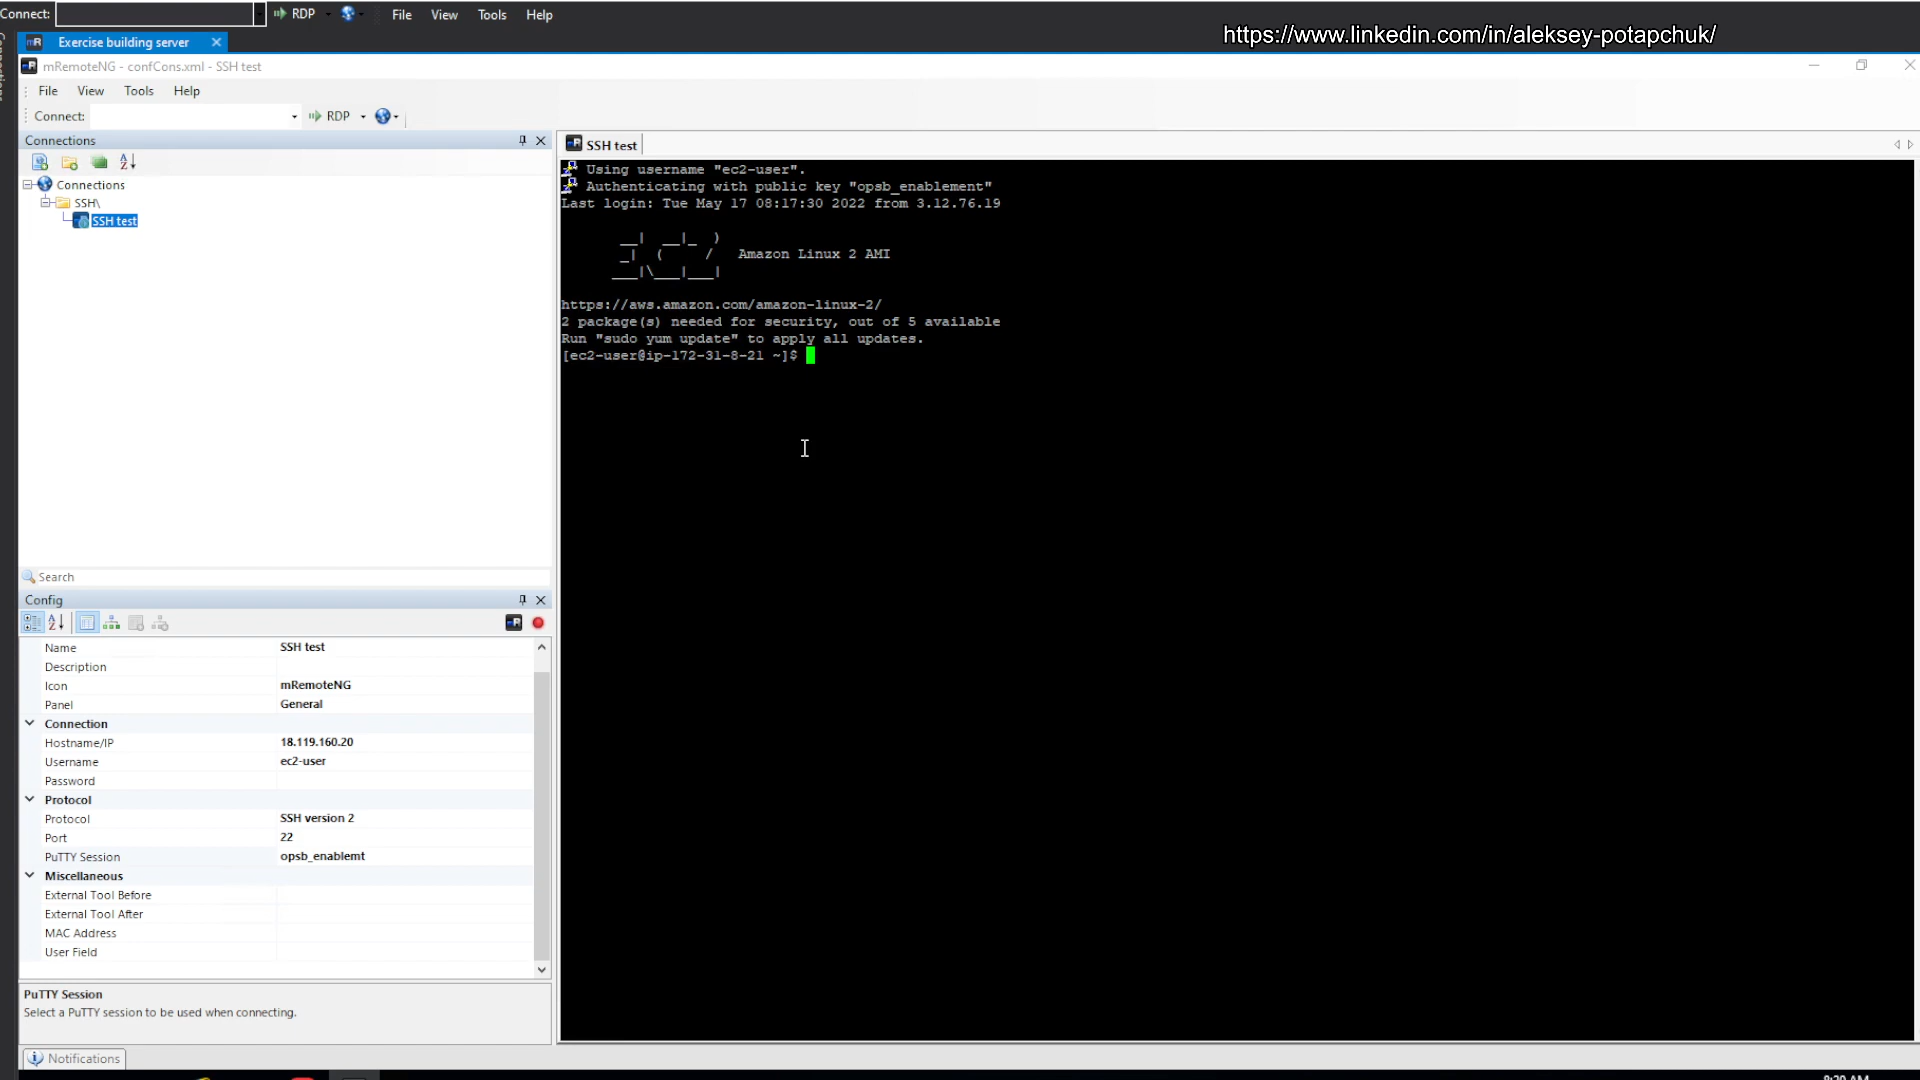 Connect:
RDP
File
View
Tools
Help
https://www.linkedin.com/in/aleksey-potapchuk/
mR
Exercise building server
mRemoteNG - confCons.xml - SSH test
File
View
Tools
Help
Connect:
RDP
Connections
Connections
SSH\
SSH test
Search
Config
Name
SSH test
Description
Icon
mRemoteNG
Panel
General
Connection
Hostname/IP
18.119.160.20
Username
ec2-user
Password
Protocol
Protocol
SSH version 2
Port
22
PuTTY Session
opsb_enablemt
Miscellaneous
External Tool Before
External Tool After
MAC Address
User Field
PuTTY Session
Select a PuTTY session to be used when connecting.
Notifications
SSH test
Using username "ec2-user".
Authenticating with public key "opsb_enablement"
Last login: Tue May 17 08:17:30 2022 from 3.12.76.19
       __|  __|_  )
       _|  (     /   Amazon Linux 2 AMI
      ___|\___|___|
https://aws.amazon.com/amazon-linux-2/
2 package(s) needed for security, out of 5 available
Run "sudo yum update" to apply all updates.
[ec2-user@ip-172-31-8-21 ~]$